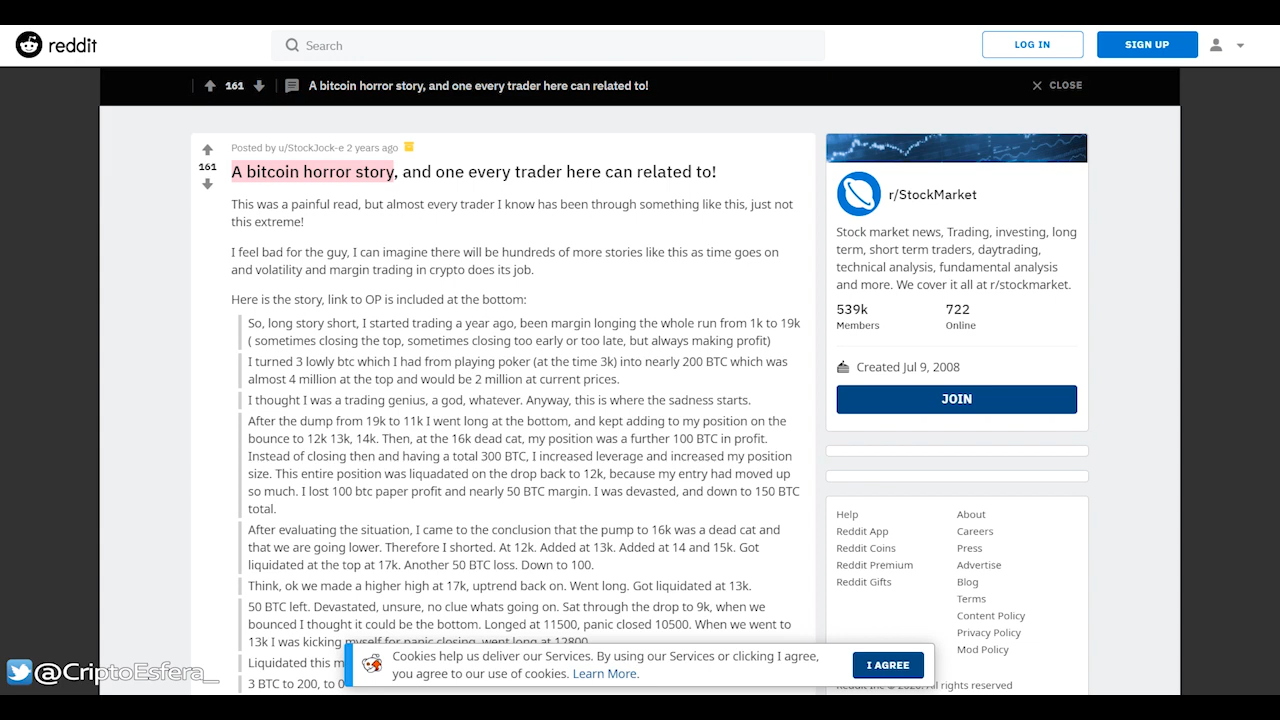 reddit
Search
LOG IN
SIGN UP
161
A bitcoin horror story, and one every trader here can related to!
CLOSE
Posted by u/StockJock-e 2 years ago
161
A bitcoin horror story, and one every trader here can related to!
This was a painful read, but almost every trader I know has been through something like this, just not
this extreme!
I feel bad for the guy, I can imagine there will be hundreds of more stories like this as time goes on
and volatility and margin trading in crypto does its job.
Here is the story, link to OP is included at the bottom:
So, long story short, I started trading a year ago, been margin longing the whole run from 1k to 19k
( sometimes closing the top, sometimes closing too early or too late, but always making profit)
I turned 3 lowly btc which I had from playing poker (at the time 3k) into nearly 200 BTC which was
almost 4 million at the top and would be 2 million at current prices.
I thought I was a trading genius, a god, whatever. Anyway, this is where the sadness starts.
After the dump from 19k to 11k I went long at the bottom, and kept adding to my position on the
bounce to 12k 13k, 14k. Then, at the 16k dead cat, my position was a further 100 BTC in profit.
Instead of closing then and having a total 300 BTC, I increased leverage and increased my position
size. This entire position was liquadated on the drop back to 12k, because my entry had moved up
so much. I lost 100 btc paper profit and nearly 50 BTC margin. I was devasted, and down to 150 BTC
total.
After evaluating the situation, I came to the conclusion that the pump to 16k was a dead cat and
that we are going lower. Therefore I shorted. At 12k. Added at 13k. Added at 14 and 15k. Got
liquidated at the top at 17k. Another 50 BTC loss. Down to 100.
Think, ok we made a higher high at 17k, uptrend back on. Went long. Got liquidated at 13k.
50 BTC left. Devastated, unsure, no clue whats going on. Sat through the drop to 9k, when we
bounced I thought it could be the bottom. Longed at 11500, panic closed 10500. When we went to
13k I was kicking myself for panic closing, went long at 12800
Liquidated this m
3 BTC to 200, to 0
r/StockMarket
Stock market news, Trading, investing, long
term, short term traders, daytrading,
technical analysis, fundamental analysis
and more. We cover it all at r/stockmarket.
539k
722
Members
Online
Created Jul 9, 2008
JOIN
Help
About
Reddit App
Careers
Reddit Coins
Press
Reddit Premium
Advertise
Reddit Gifts
Blog
Terms
Content Policy
Privacy Policy
Mod Policy
All rights reserved
Cookies help us deliver our Services. By using our Services or clicking I agree,
you agree to our use of cookies. Learn More.
I AGREE
@CriptoEsfera_